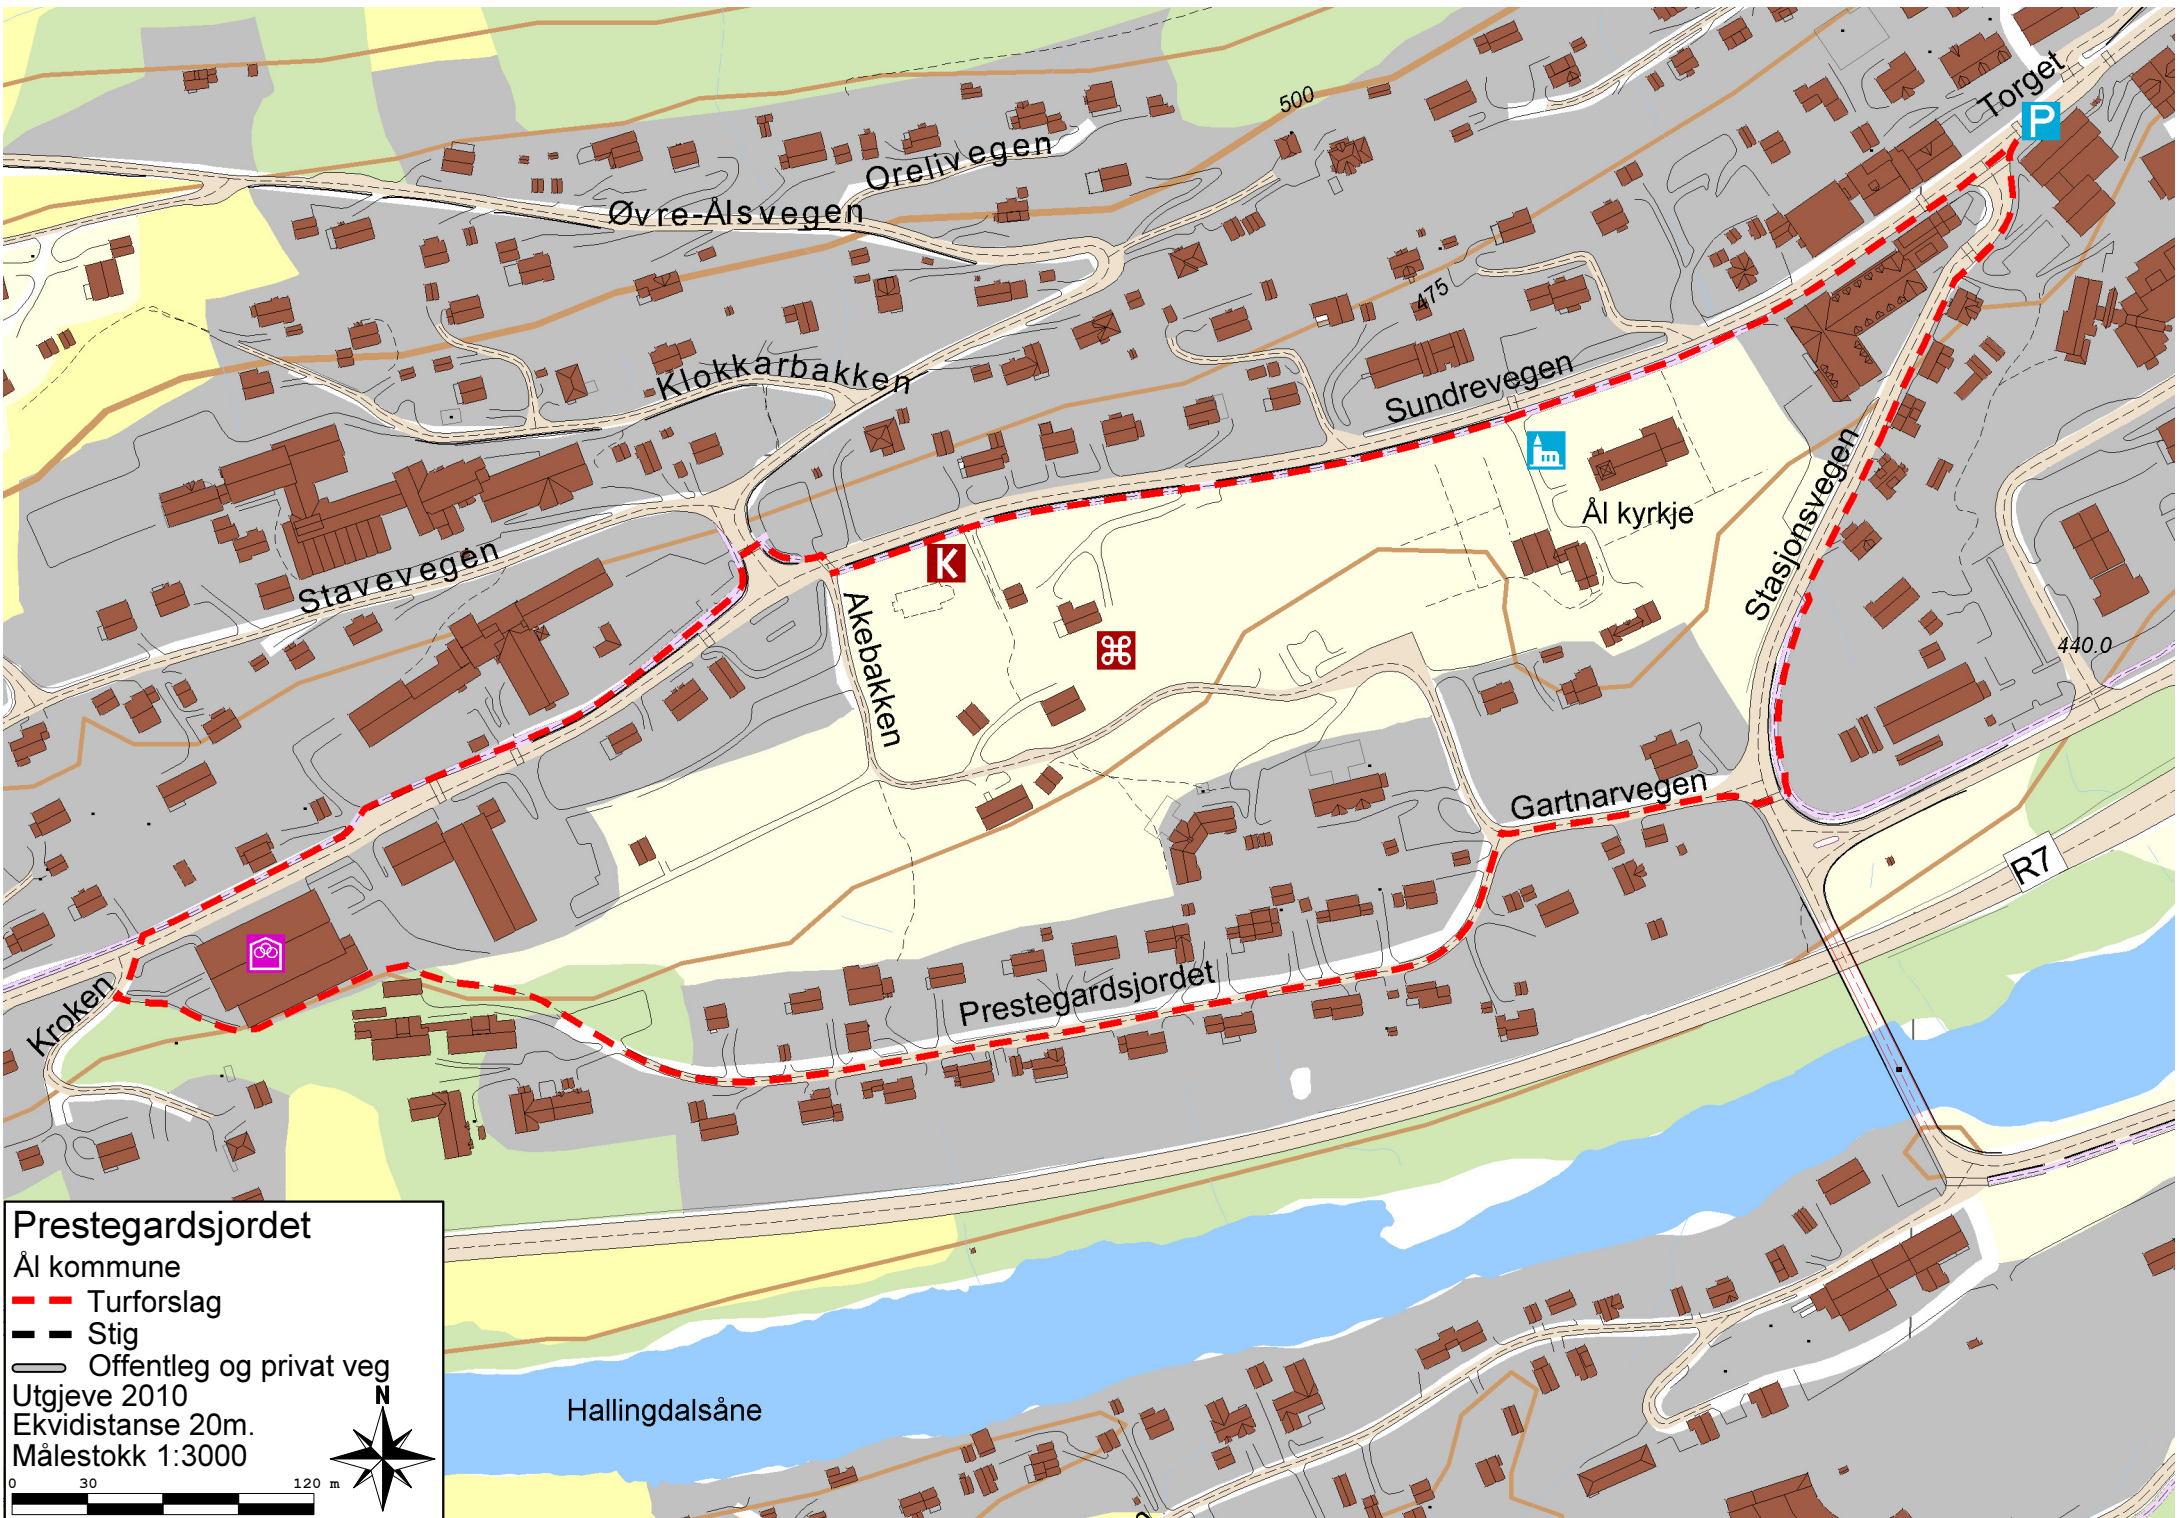 Torget
P
500
Orelivegen
Øvre-Ålsvegen
475
Klokkarbakken
Sundrevegen
Ål kyrkje
Stasjonsvegen
Stavevegen
K
Akebakken
⌘
440.0
Gartnarvegen
R7
Prestegardsjordet
Kroken
Hallingdalsåne
Prestegardsjordet
Ål kommune
Turforslag
Stig
Offentleg og privat veg
Utgjeve 2010
Ekvidistanse 20m.
Målestokk 1:3000
N
0 30 120 m